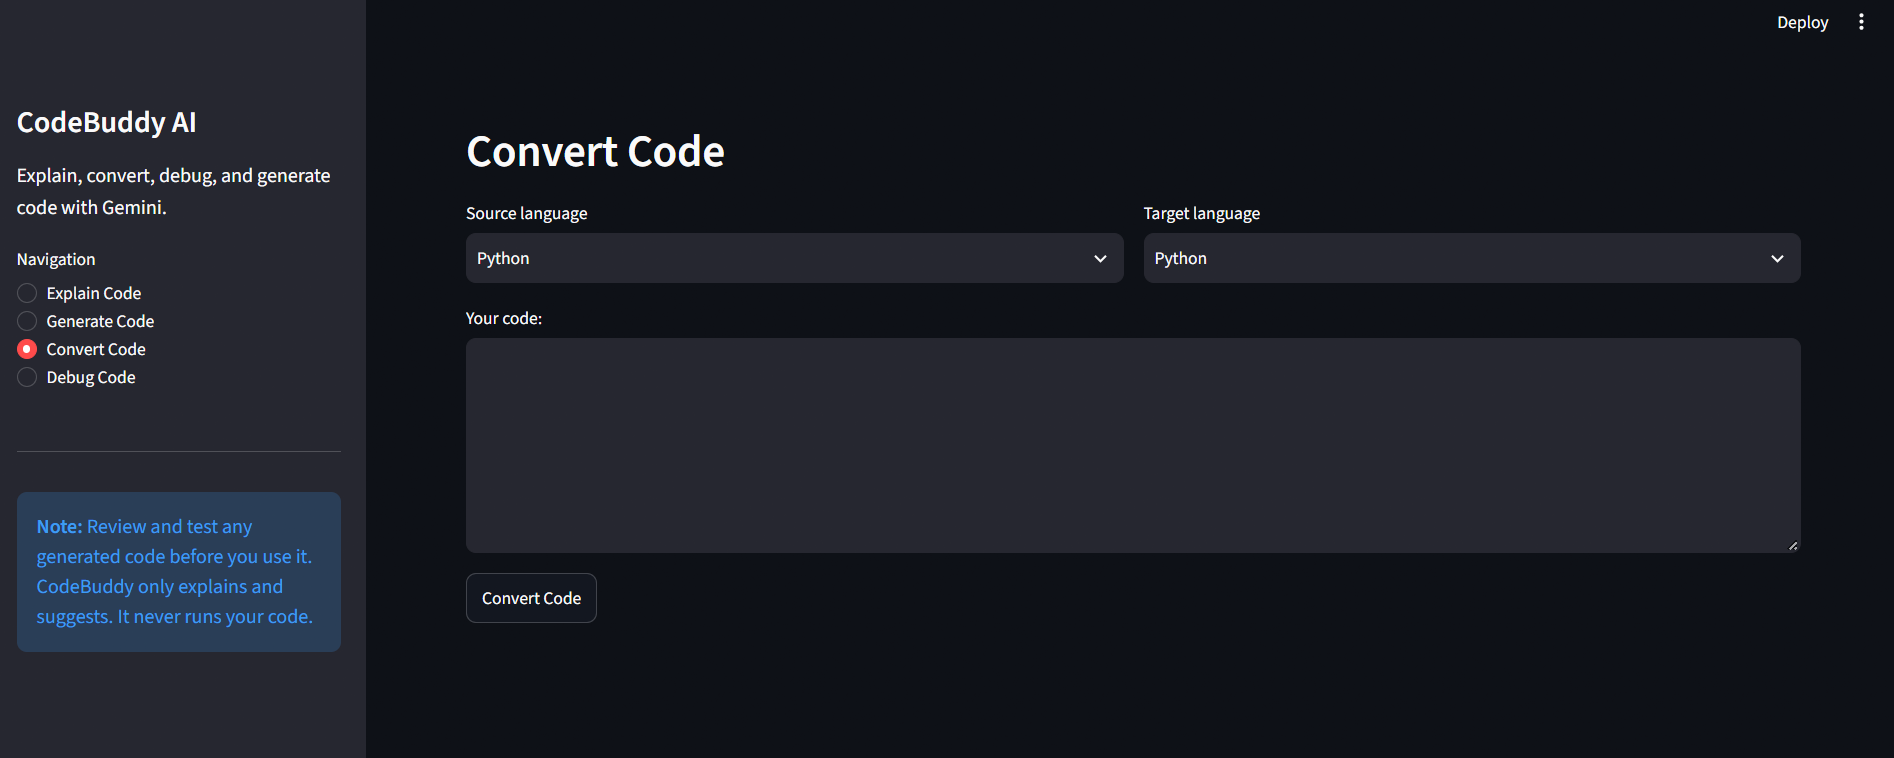 Deploy
CodeBuddy AI
Explain, convert, debug, and generate
code with Gemini.
Navigation
Explain Code
Generate Code
Convert Code
Debug Code
Note: Review and test any
generated code before you use it.
CodeBuddy only explains and
suggests. It never runs your code.
Convert Code
Source language
Target language
Python
Python
Your code:
Convert Code